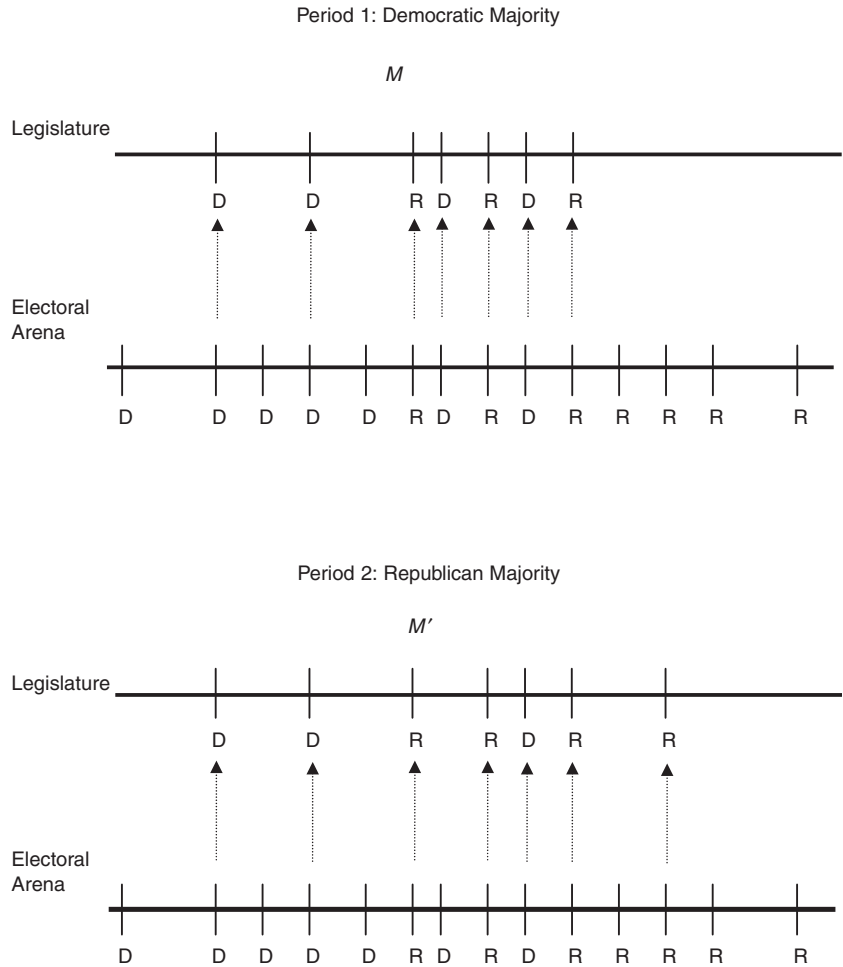 Period 1: Democratic Majority
M
Legislature
D D R D R D R
Electoral
Arena
D D D D D R D R D R R R R R
Period 2: Republican Majority
M′
Legislature
D D R R D R R
Electoral
Arena
D D D D D R D R D R R R R R